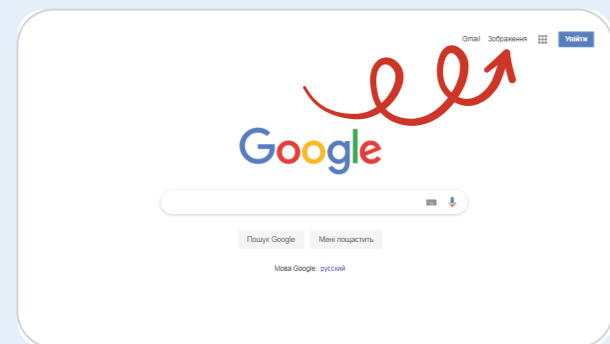 Gmail Зображення Увійти
Google
Пошук Google Мені пощастить
Мова Google: русский